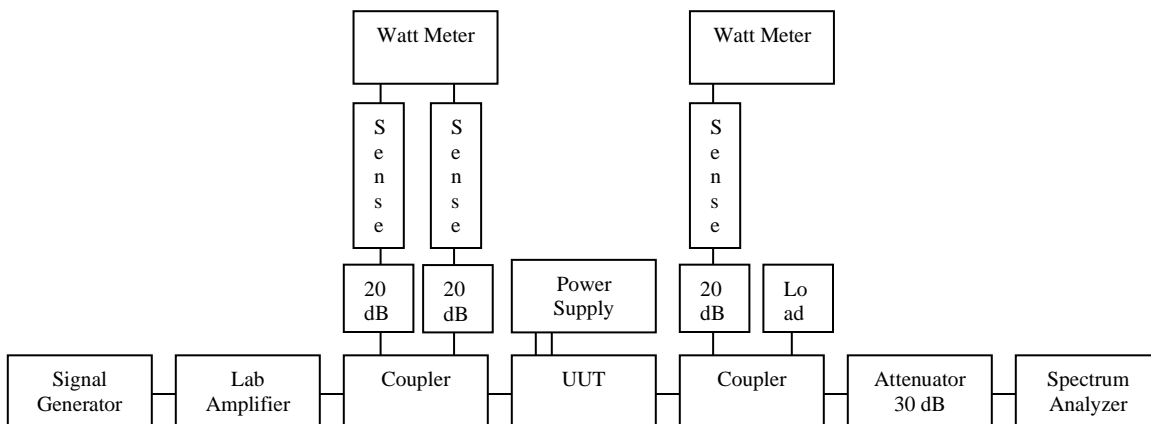 Watt Meter
Watt Meter
S
e
n
s
e
S
e
n
s
e
S
e
n
s
e
20
dB
20
dB
Power
Supply
20
dB
Lo
ad
Signal
Generator
Lab
Amplifier
Coupler
UUT
Coupler
Attenuator
30 dB
Spectrum
Analyzer